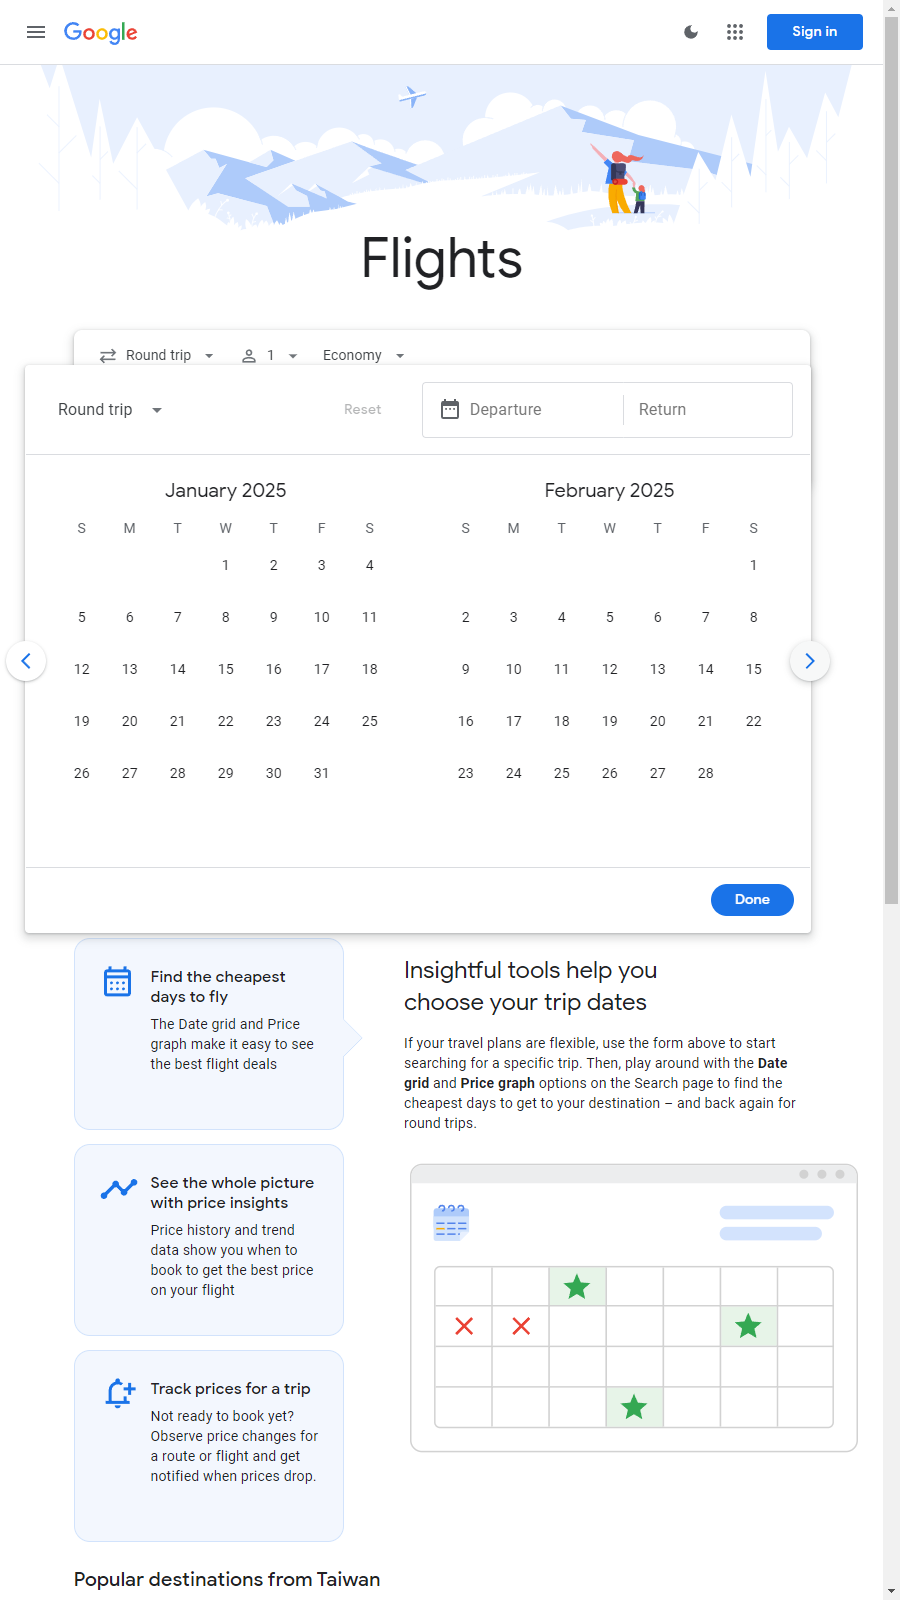 Google
Sign in
Flights
Round trip 1 Economy
Round trip Reset Departure Return
January 2025
S M T W T F S
1 2 3 4
5 6 7 8 9 10 11
12 13 14 15 16 17 18
19 20 21 22 23 24 25
26 27 28 29 30 31
February 2025
S M T W T F S
1
2 3 4 5 6 7 8
9 10 11 12 13 14 15
16 17 18 19 20 21 22
23 24 25 26 27 28
Done
Find the cheapest
days to fly
The Date grid and Price
graph make it easy to see
the best flight deals
See the whole picture
with price insights
Price history and trend
data show you when to
book to get the best price
on your flight
Track prices for a trip
Not ready to book yet?
Observe price changes for
a route or flight and get
notified when prices drop.
Insightful tools help you
choose your trip dates
If your travel plans are flexible, use the form above to start
searching for a specific trip. Then, play around with the Date
grid and Price graph options on the Search page to find the
cheapest days to get to your destination – and back again for
round trips.
Popular destinations from Taiwan